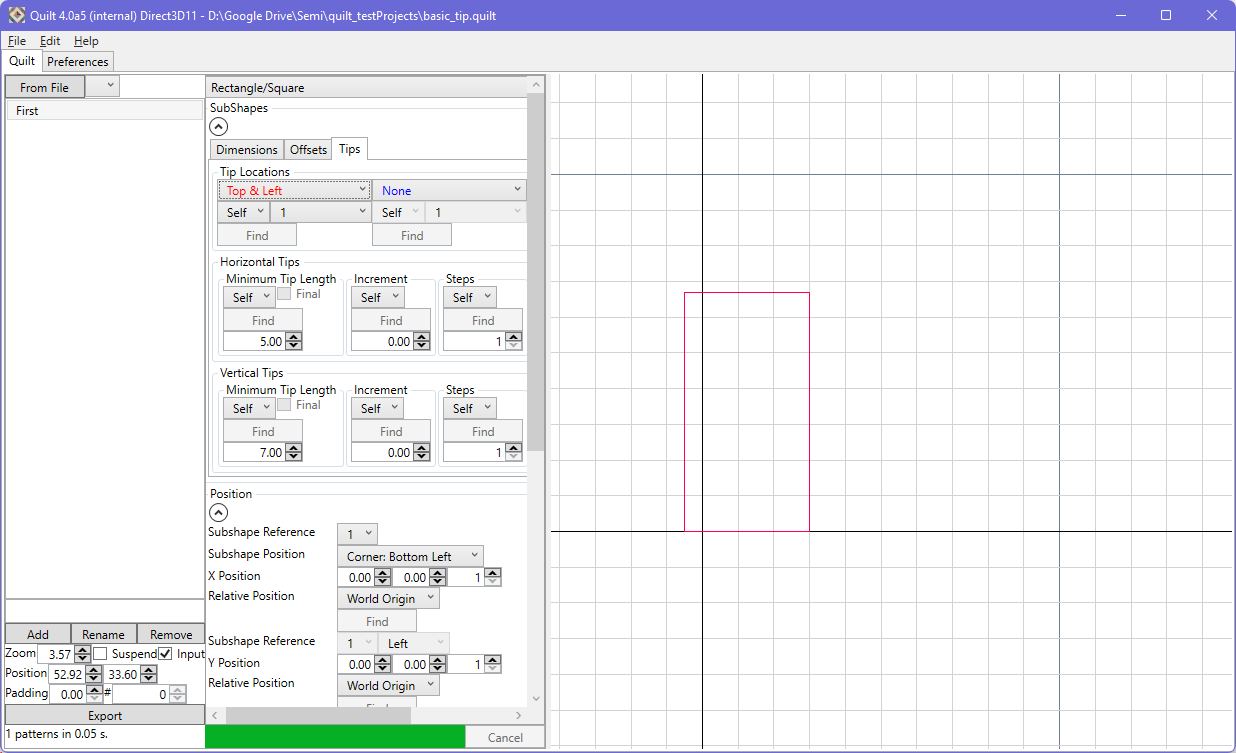 Quilt 4.0a5 (internal) Direct3D11 - D:\Google Drive\Semi\quilt_testProjects\basic_tip.quilt
File Edit Help
Quilt Preferences
From File
First
Rectangle/Square
SubShapes
Dimensions Offsets Tips
Tip Locations
Top & Left None
Self 1 Self 1
Find Find
Horizontal Tips
Minimum Tip Length Increment Steps
Self Final Self Self
Find Find Find
5.00 0.00 1
Vertical Tips
Minimum Tip Length Increment Steps
Self Final Self Self
Find Find Find
7.00 0.00 1
Position
Subshape Reference 1
Subshape Position Corner: Bottom Left
X Position 0.00 0.00 1
Relative Position World Origin
Find
Subshape Reference 1 Left
Y Position 0.00 0.00 1
Relative Position World Origin
Find
Add Rename Remove
Zoom 3.57 Suspend Input
Position 52.92 33.60
Padding 0.00 # 0
Export
1 patterns in 0.05 s.
Cancel